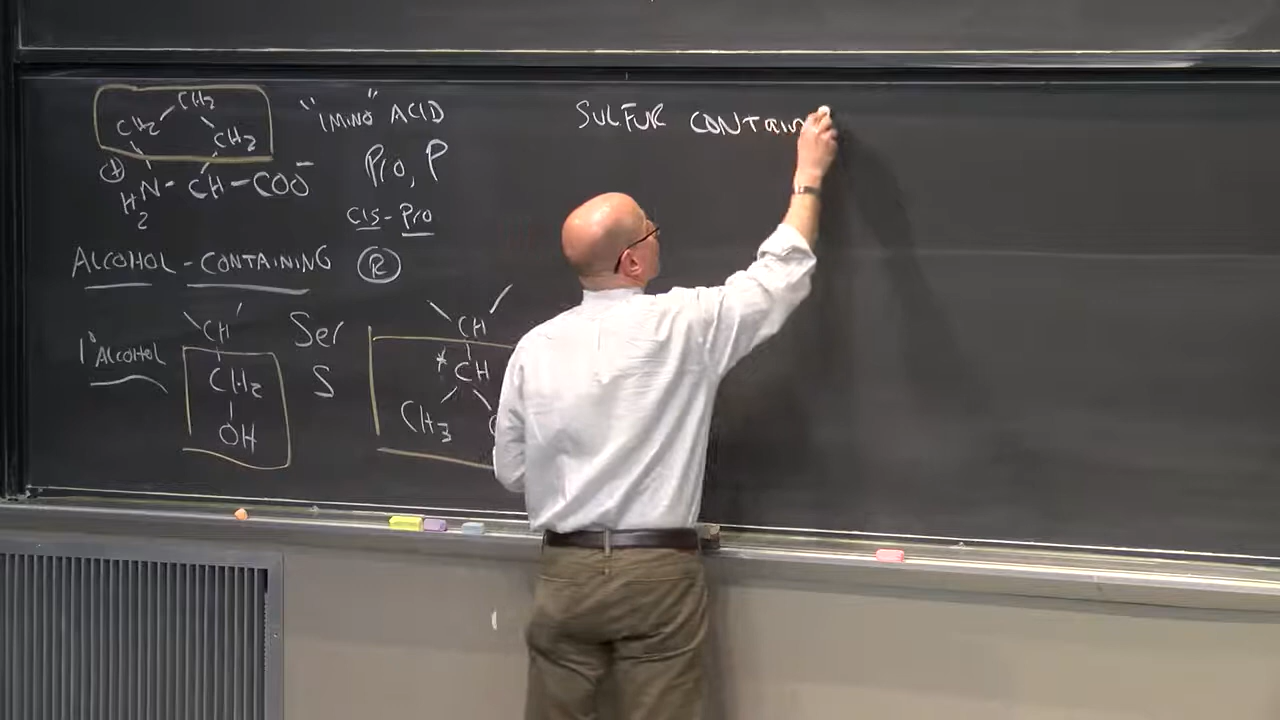 CH2
CH2 CH2
⊕
H2N-CH-COO−
"IMINO" ACID
Pro, P
cis-Pro
ALCOHOL-CONTAINING Ⓡ
1° ALCOHOL
CH
CH2
OH
Ser
S
CH
*CH
CH3
SULFUR CONTAIN